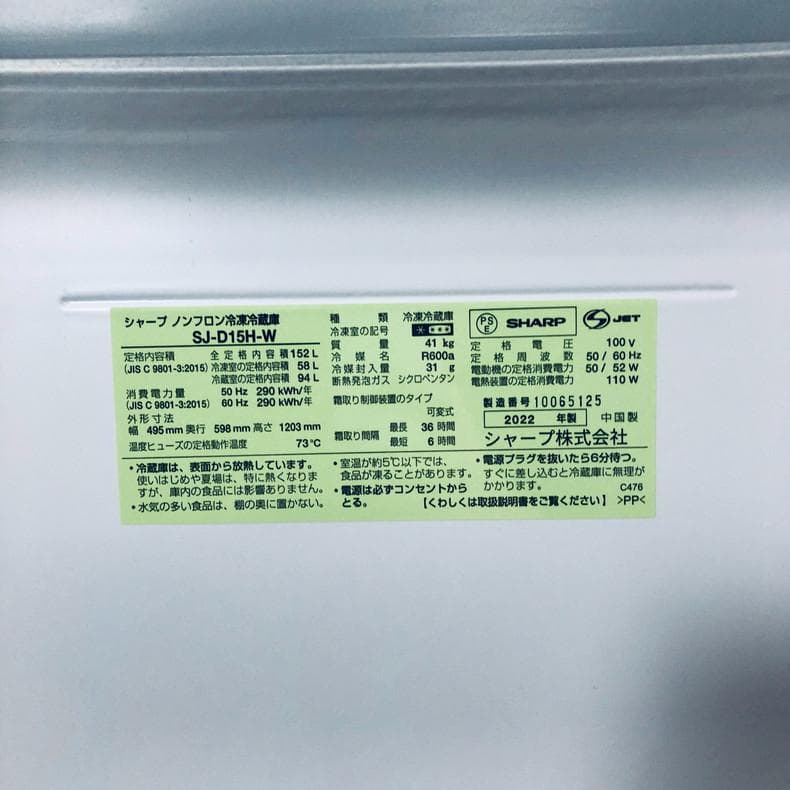 シャープ ノンフロン冷凍冷蔵庫
SJ-D15H-W
定格内容積 全定格内容積 152 L
(JIS C 9801-3:2015) 冷凍室の定格内容積 58 L
冷蔵室の定格内容積 94 L
消費電力量 50 Hz 290 kWh/年
(JIS C 9801-3:2015) 60 Hz 290 kWh/年
外形寸法
幅 495 mm 奥行 598 mm 高さ 1203 mm
温度ヒューズの定格動作温度 73℃
種類 冷凍冷蔵庫
冷凍室の記号
質量 41 kg
冷媒名 R600a
冷媒封入量 31 g
断熱発泡ガス シクロペンタン
霜取り制御装置のタイプ
可変式
霜取り間隔 最長 36 時間
最短 6 時間
PSE SHARP S JET
定格電圧 100 V
定格周波数 50 / 60 Hz
電動機の定格消費電力 50 / 52 W
電熱装置の定格消費電力 110 W
製造番号 10065125
2022 年製 中国製
シャープ株式会社
・冷蔵庫は、表面から放熱しています。
使いはじめや夏場は、特に熱くなりま
すが、庫内の食品には影響ありません。
・水気の多い食品は、棚の奥に置かない。
・室温が約5℃以下では、
食品が凍ることがあります。
・電源は必ずコンセントから
とる。
・電源プラグを抜いたら6分待つ。
すぐに差し込むと冷蔵庫に無理が
かかります。 C476
【くわしくは取扱説明書をご覧ください】 >PP<